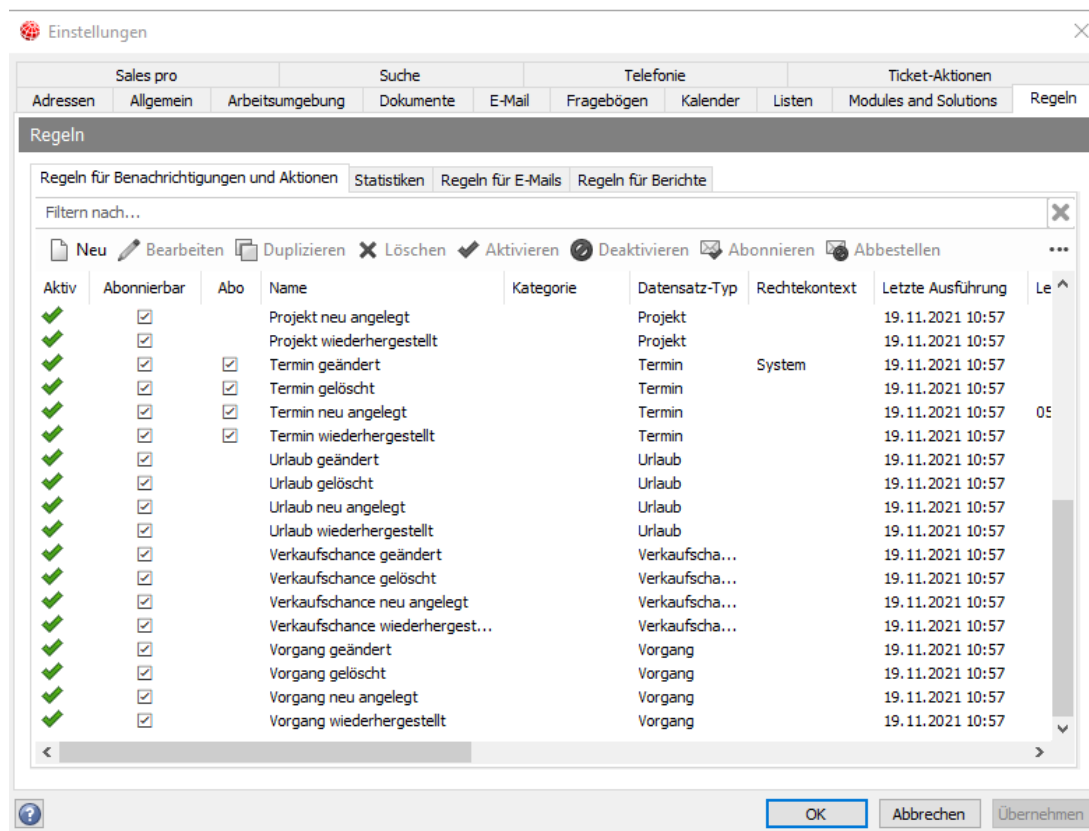 Einstellungen
Sales pro Suche Telefonie Ticket-Aktionen
Adressen Allgemein Arbeitsumgebung Dokumente E-Mail Fragebögen Kalender Listen Modules and Solutions Regeln
Regeln
Regeln für Benachrichtigungen und Aktionen Statistiken Regeln für E-Mails Regeln für Berichte
Filtern nach...
Neu Bearbeiten Duplizieren Löschen Aktivieren Deaktivieren Abonnieren Abbestellen ...
Aktiv Abonnierbar Abo Name Kategorie Datensatz-Typ Rechtekontext Letzte Ausführung Le
Projekt neu angelegt Projekt 19.11.2021 10:57
Projekt wiederhergestellt Projekt 19.11.2021 10:57
Termin geändert Termin System 19.11.2021 10:57
Termin gelöscht Termin 19.11.2021 10:57
Termin neu angelegt Termin 19.11.2021 10:57 05
Termin wiederhergestellt Termin 19.11.2021 10:57
Urlaub geändert Urlaub 19.11.2021 10:57
Urlaub gelöscht Urlaub 19.11.2021 10:57
Urlaub neu angelegt Urlaub 19.11.2021 10:57
Urlaub wiederhergestellt Urlaub 19.11.2021 10:57
Verkaufschance geändert Verkaufscha... 19.11.2021 10:57
Verkaufschance gelöscht Verkaufscha... 19.11.2021 10:57
Verkaufschance neu angelegt Verkaufscha... 19.11.2021 10:57
Verkaufschance wiederhergest... Verkaufscha... 19.11.2021 10:57
Vorgang geändert Vorgang 19.11.2021 10:57
Vorgang gelöscht Vorgang 19.11.2021 10:57
Vorgang neu angelegt Vorgang 19.11.2021 10:57
Vorgang wiederhergestellt Vorgang 19.11.2021 10:57
? OK Abbrechen Übernehmen